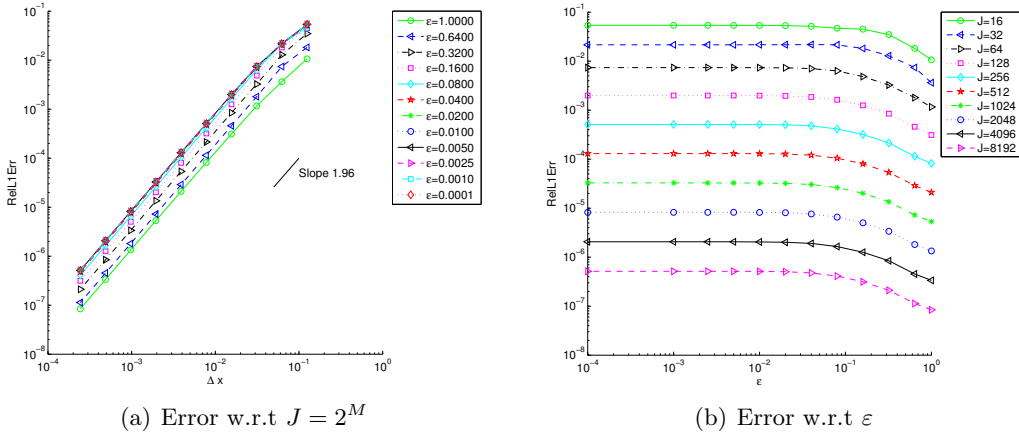 10⁻¹
10⁻²
10⁻³
10⁻⁴
10⁻⁵
10⁻⁶
10⁻⁷
10⁻⁸
RelL1Err
10⁻⁴
10⁻³
10⁻²
10⁻¹
10⁰
Δ x
Slope 1.96
ε=1.0000
ε=0.6400
ε=0.3200
ε=0.1600
ε=0.0800
ε=0.0400
ε=0.0200
ε=0.0100
ε=0.0050
ε=0.0025
ε=0.0010
ε=0.0001
(a) Error w.r.t J = 2^M
10⁻¹
10⁻²
10⁻³
10⁻⁴
10⁻⁵
10⁻⁶
10⁻⁷
10⁻⁸
RelL1Err
10⁻⁴
10⁻³
10⁻²
10⁻¹
10⁰
ε
J=16
J=32
J=64
J=128
J=256
J=512
J=1024
J=2048
J=4096
J=8192
(b) Error w.r.t ε